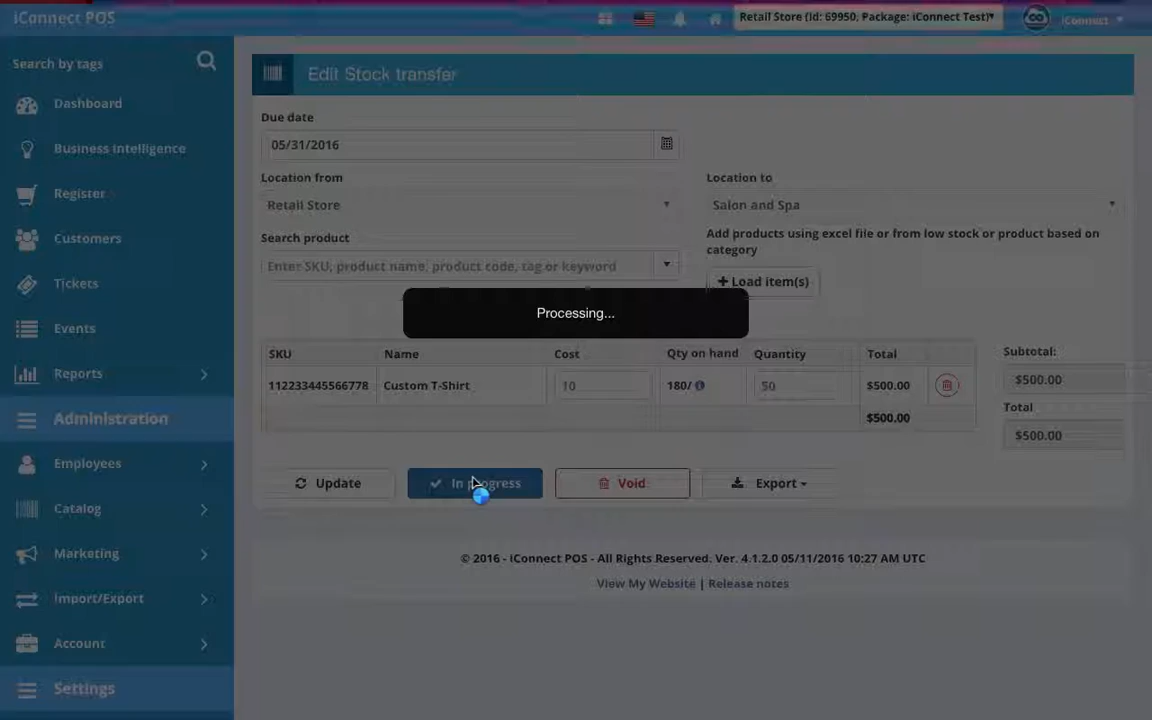 iConnect POS
Retail Store (Id: 69950, Package: iConnect Test)
iConnect
Search by tags
Dashboard
Business Intelligence
Register
Customers
Tickets
Events
Reports
Administration
Employees
Catalog
Marketing
Import/Export
Account
Settings
Edit Stock transfer
Due date
05/31/2016
Location from
Location to
Retail Store
Salon and Spa
Search product
Add products using excel file or from low stock or product based on
category
Enter SKU, product name, product code, tag or keyword
Load item(s)
Processing...
SKU Name Cost Qty on hand Quantity Total
112233445566778 Custom T-Shirt 10 180/ 50 $500.00
$500.00
Subtotal:
$500.00
Total
$500.00
Update
In progress
Void
Export
© 2016 - iConnect POS - All Rights Reserved. Ver. 4.1.2.0 05/11/2016 10:27 AM UTC
View My Website | Release notes